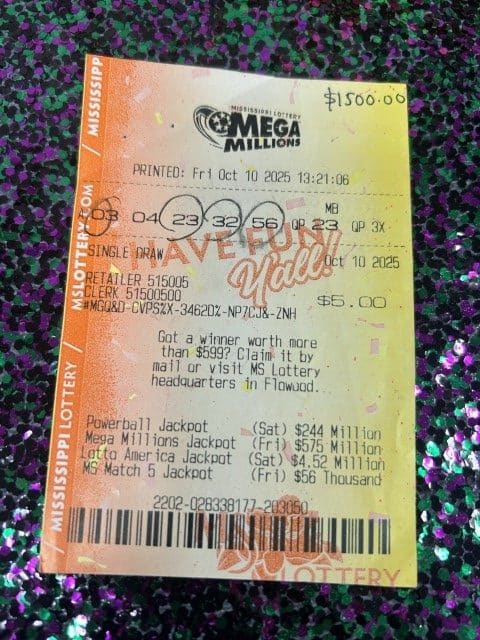 $1500.00
MISSISSIPPI LOTTERY
MEGA
MILLIONS
PRINTED: Fri Oct 10 2025 13:21:06
MB
03 04 23 32 56 QP 23 QP 3X
HAVE FUN
Y'all!
SINGLE DRAW Oct 10 2025
RETAILER 515005
CLERK 51500500 $5.00
Got a winner worth more
than $599? Claim it by
mail or visit MS Lottery
headquarters in Flowood.
Powerball Jackpot (Sat) $244 Million
Mega Millions Jackpot (Fri) $575 Million
Lotto America Jackpot (Sat) $4.52 Million
MS Match 5 Jackpot (Fri) $56 Thousand
2202-028338177-203050
LOTTERY
MISSISSIPPI LOTTERY / MSLOTTERY.COM / MISSISSIPP